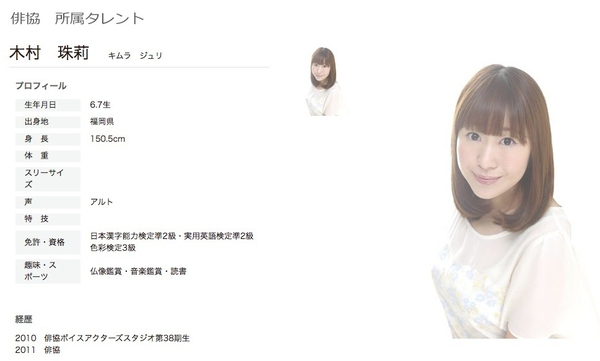 俳協　所属タレント
木村　珠莉　キムラ　ジュリ
プロフィール
生年月日　6.7生
出身地　福岡県
身　長　150.5cm
体　重
スリーサイ
ズ
声　アルト
特　技
免許・資格　日本漢字能力検定準2級・実用英語検定準2級
色彩検定3級
趣味・ス
ポーツ　仏像鑑賞・音楽鑑賞・読書
経歴
2010　俳協ボイスアクターズスタジオ第38期生
2011　俳協